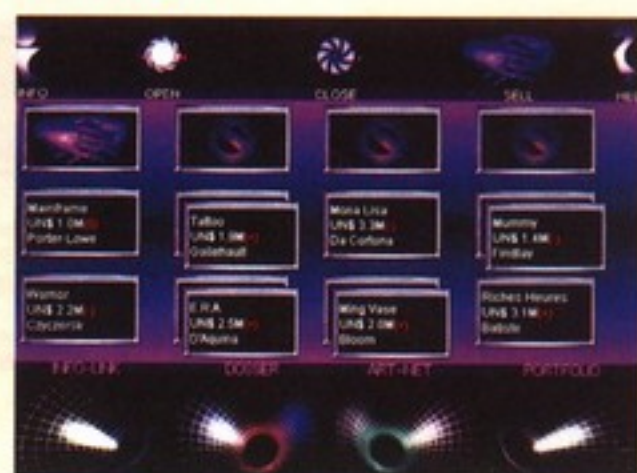 INFO OPEN CLOSE SELL
Mainframe
UN$ 1.0M
Porter-Lowe
Tattoo
UN$ 1.8M(+)
Mona Lisa
UN$ 3.3M
Da Cortona
Mummy
UN$ 1.4M
Findlay
Warrior
UN$ 2.2M(-)
E.R.A.
UN$ 2.5M(+)
D'Aquina
Ming Vase
UN$ 2.0M(+)
Bloom
Riches Heures
UN$ 3.1M(+)
Batiste
INFO-LINK DOSSIER ART-NET PORTFOLIO